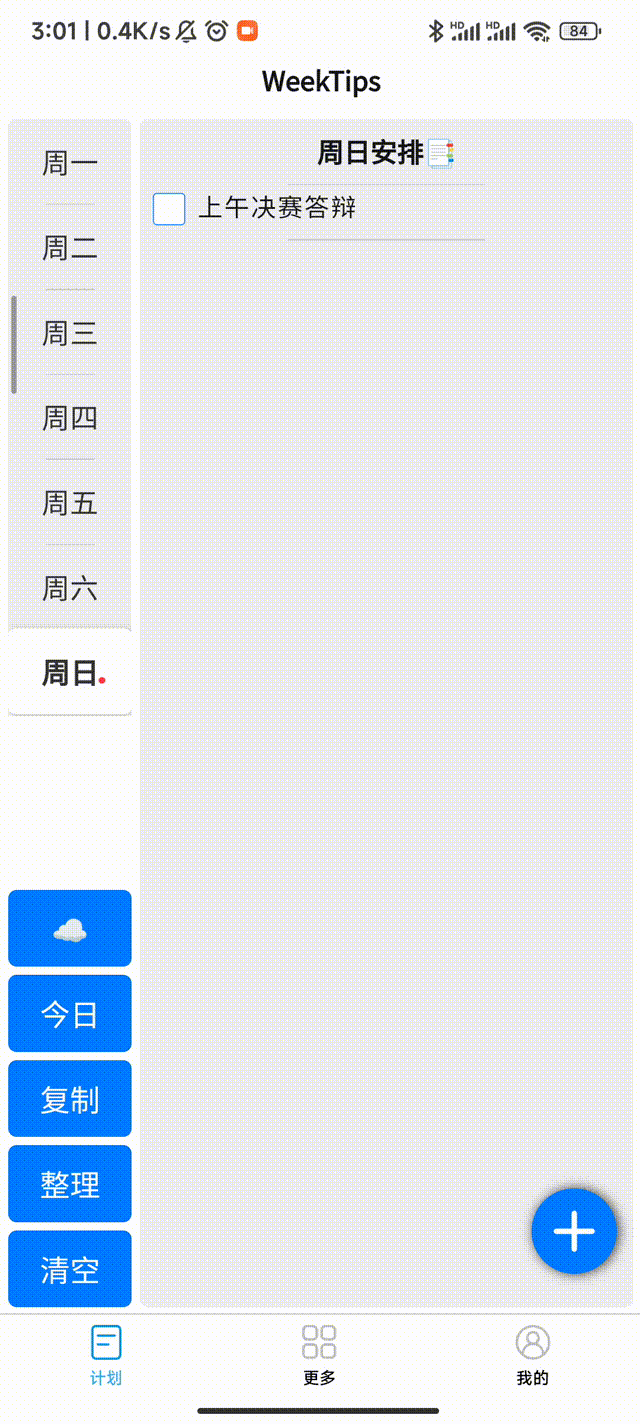 3:01 | 0.4K/s HD HD 84
WeekTips
周一
周二
周三
周四
周五
周六
周日
周日安排
上午决赛答辩
今日
复制
整理
清空
计划
更多
我的